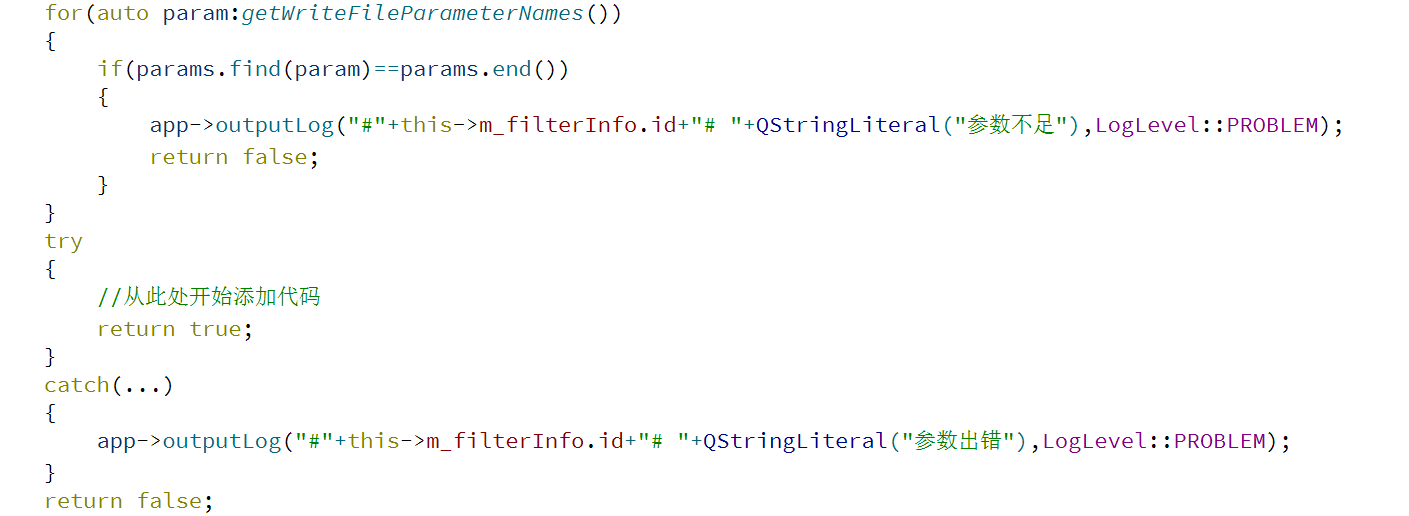 for(auto param:getWriteFileParameterNames())
{
if(params.find(param)==params.end())
{
app->outputLog("#"+this->m_filterInfo.id+"# "+QStringLiteral("参数不足"),LogLevel::PROBLEM);
return false;
}
}
try
{
//从此处开始添加代码
return true;
}
catch(...)
{
app->outputLog("#"+this->m_filterInfo.id+"# "+QStringLiteral("参数出错"),LogLevel::PROBLEM);
}
return false;